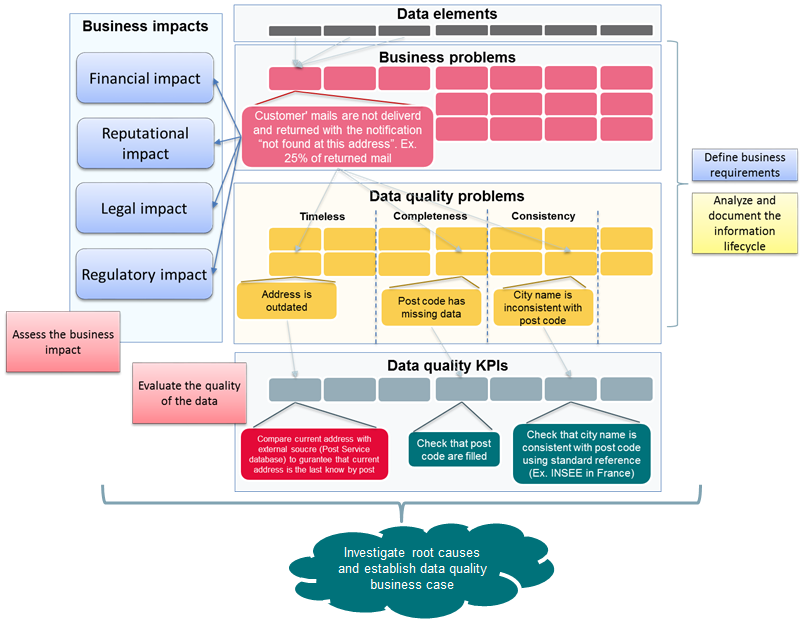 Business impacts
Financial impact
Reputational
impact
Legal impact
Regulatory impact
Assess the business
impact
Data elements
Business problems
Customer' mails are not deliverd
and returned with the notification
“not found at this address”. Ex.
25% of returned mail
Define business
requirements
Analyze and
document the
information
lifecycle
Data quality problems
Timeless
Completeness
Consistency
Address is
outdated
Post code has
missing data
City name is
inconsistent with
post code
Evaluate the quality
of the data
Data quality KPIs
Compare current address with
external soucre (Post Service
database) to gurantee that current
address is the last know by post
Check that post
code are filled
Check that city name is
consistent with post code
using standard reference
(Ex. INSEE in France)
Investigate root causes
and establish data quality
business case